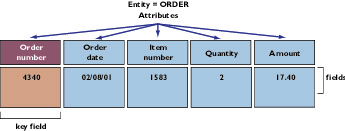 Entity = ORDER
Attributes
Order number
Order date
Item number
Quantity
Amount
4340
02/08/01
1583
2
17.40
fields
key field